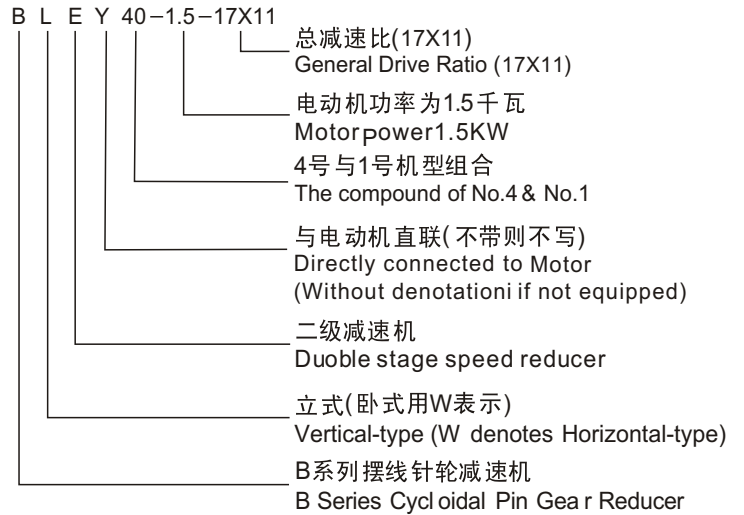 B L E Y 40-1.5-17X11
总减速比(17X11)
General Drive Ratio (17X11)
电动机功率为1.5千瓦
Motor power1.5KW
4号与1号机型组合
The compound of No.4 & No.1
与电动机直联(不带则不写)
Directly connected to Motor
(Without denotationi if not equipped)
二级减速机
Duoble stage speed reducer
立式(卧式用W表示)
Vertical-type (W denotes Horizontal-type)
B系列摆线针轮减速机
B Series Cycloidal Pin Gear Reducer